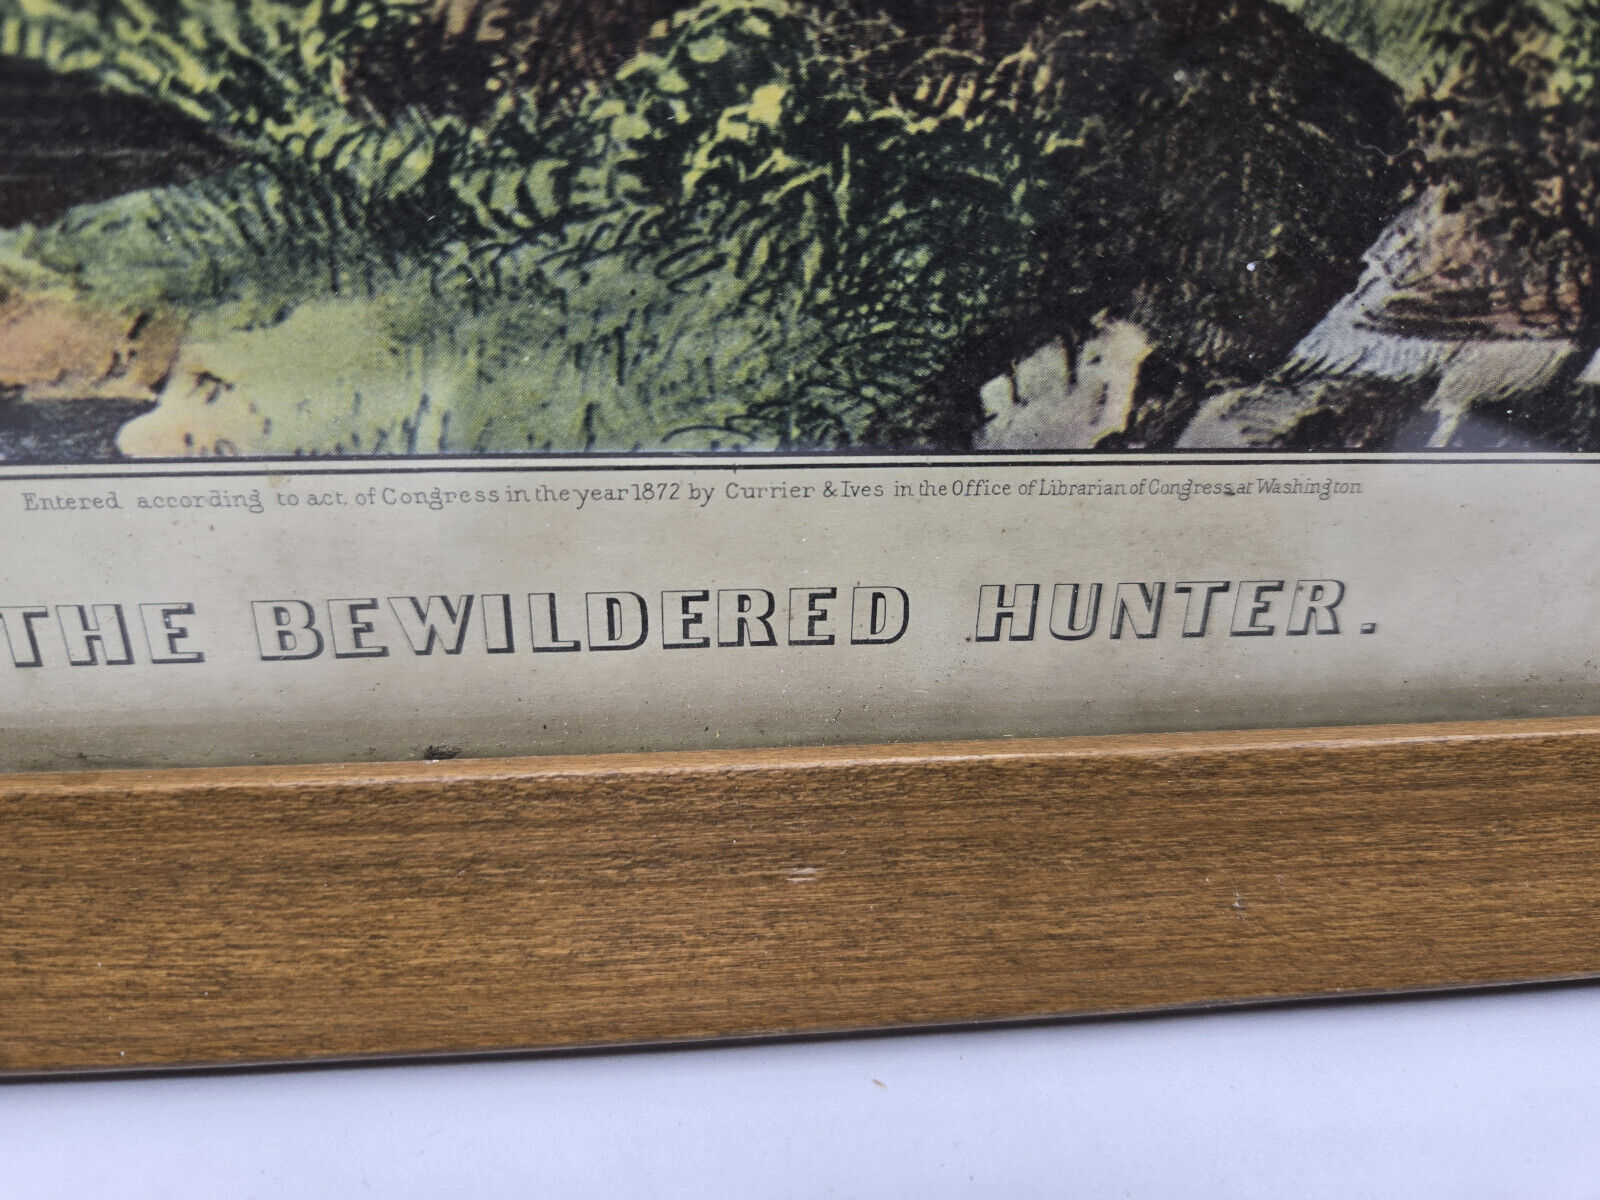 Entered according to act. of Congress in the year 1872 by Currier & Ives in the Office of Librarian of Congress, at Washington
THE BEWILDERED HUNTER.